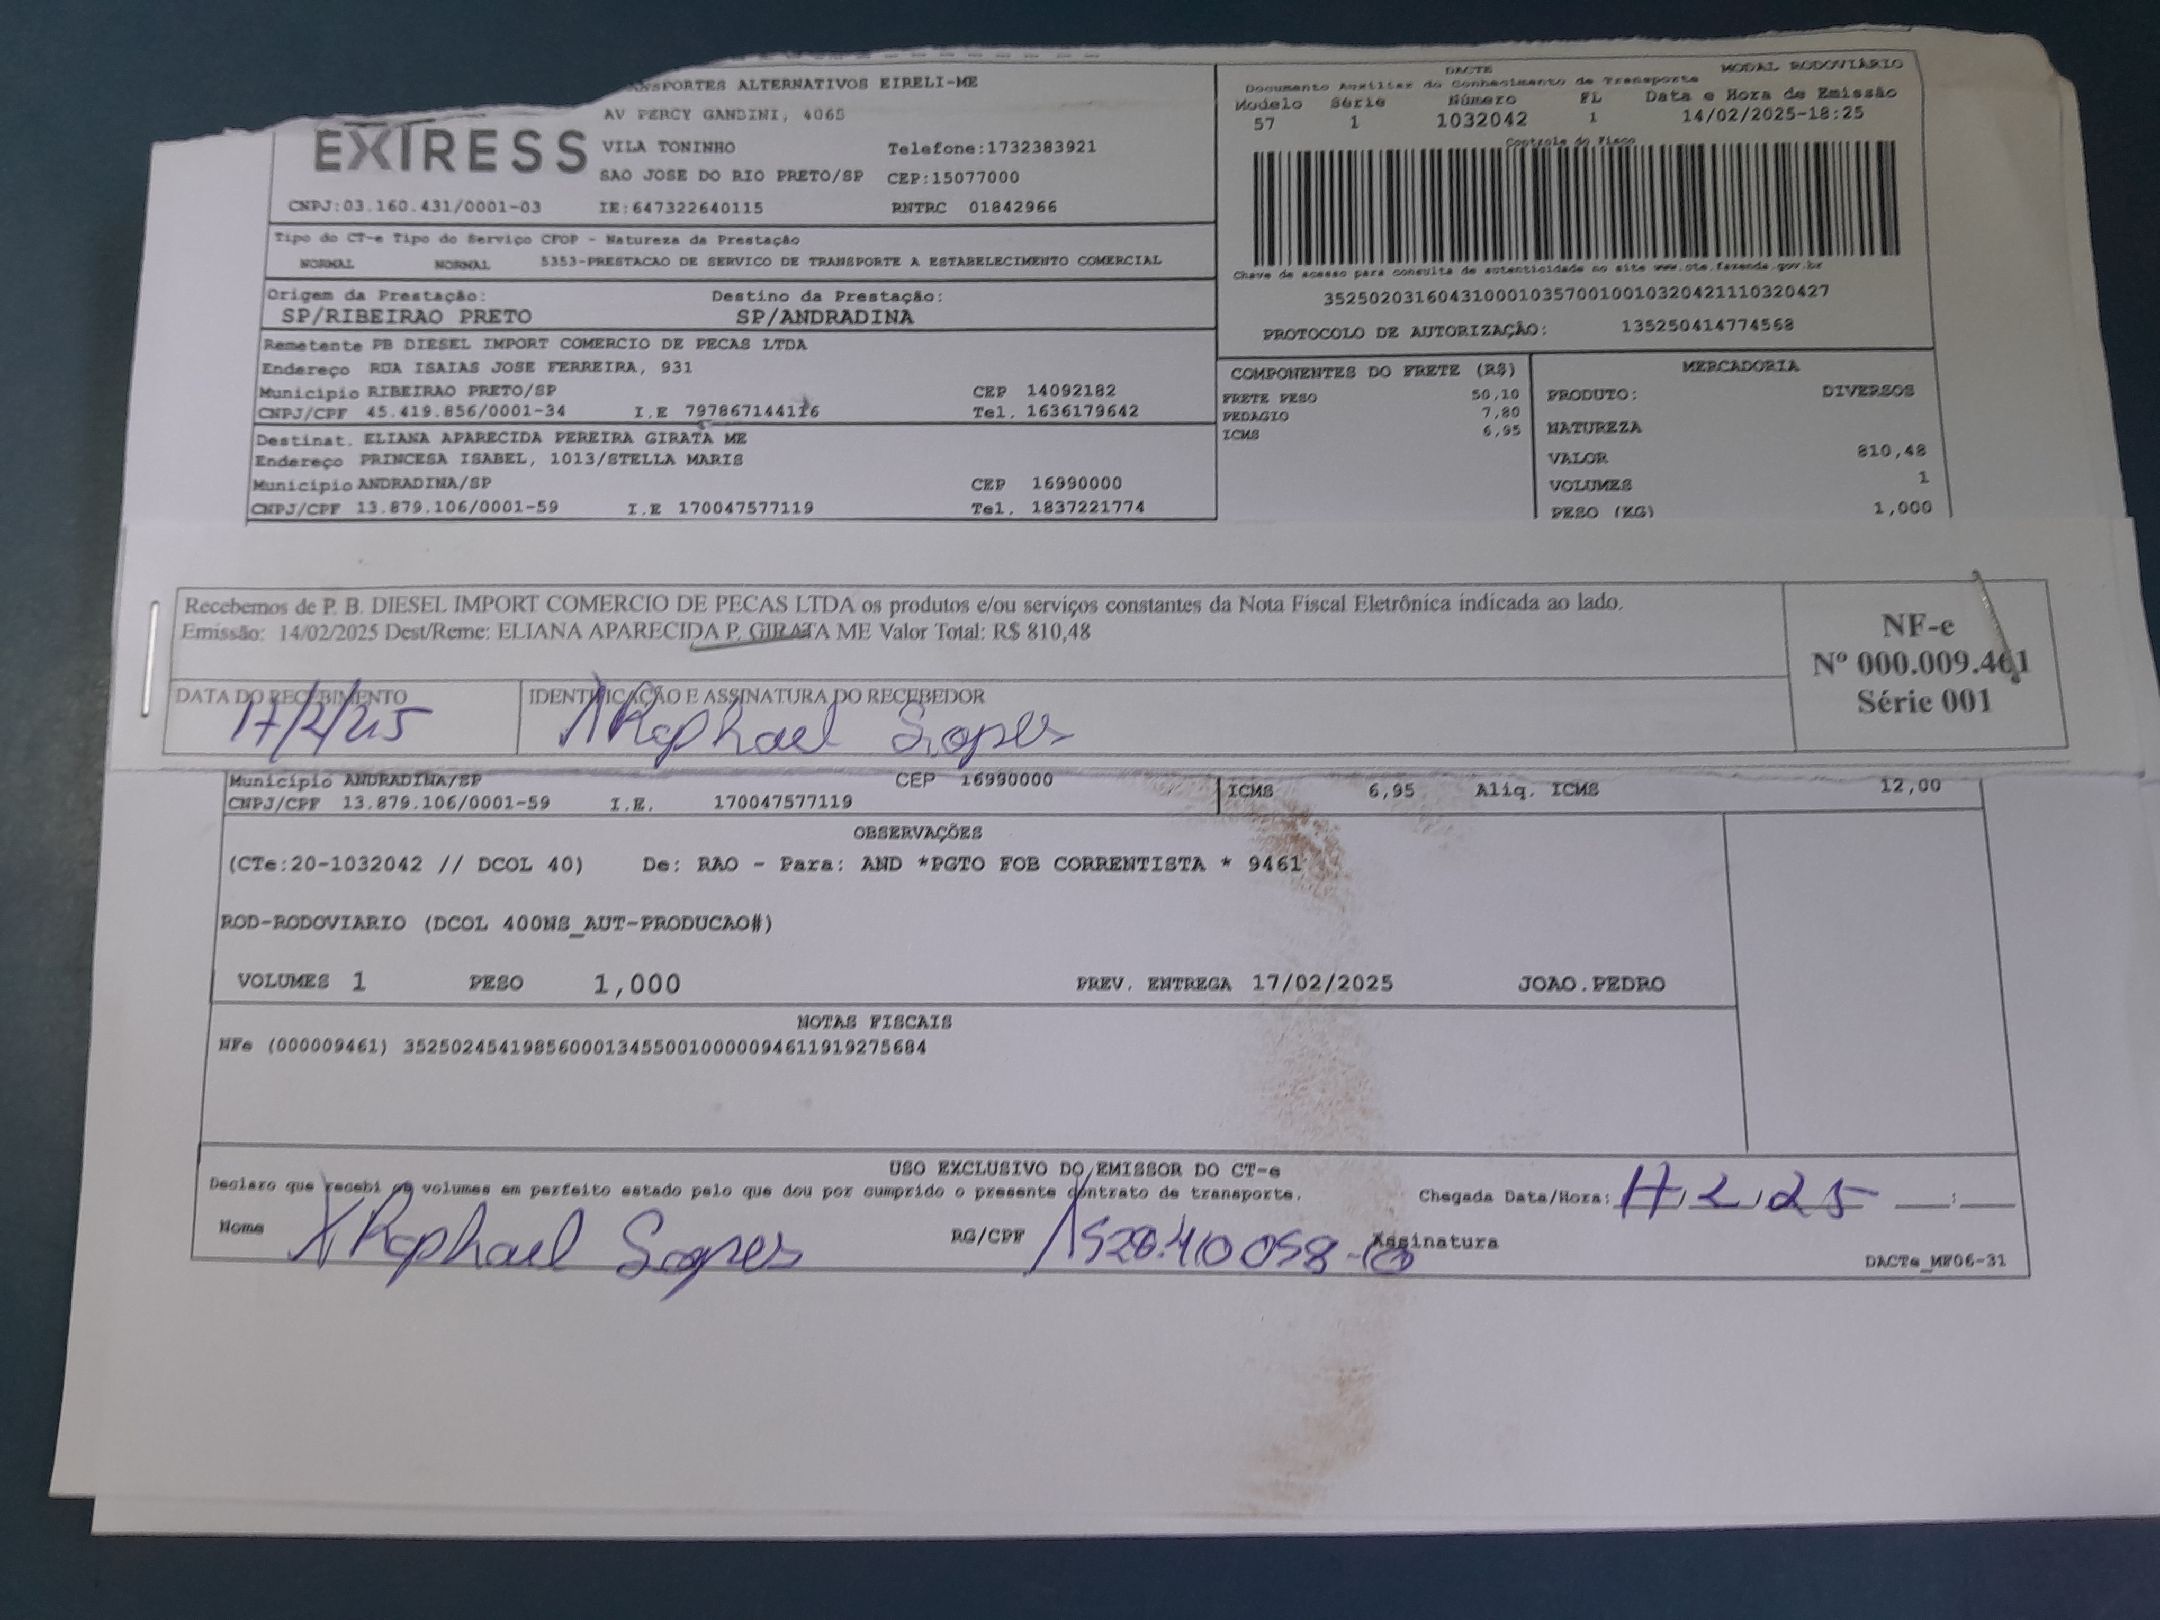 TRANSPORTES ALTERNATIVOS EIRELI-ME
AV PERCY GANDINI, 4065
EXIRESS
VILA TONINHO Telefone:1732383921
SAO JOSE DO RIO PRETO/SP CEP:15077000
CNPJ:03.160.431/0001-03 IE:647322640115 RNTRC 01842966
DACTE MODAL RODOVIÁRIO
Documento Auxiliar do Conhecimento de Transporte
Modelo Série Número FL Data e Hora de Emissão
57 1 1032042 1 14/02/2025-18:25
Controle do Fisco
Chave de acesso para consulta de autenticidade no site www.cte.fazenda.gov.br
35250203160431000103570010010320421110320427
PROTOCOLO DE AUTORIZAÇÃO: 135250414774568
Tipo do CT-e Tipo do Serviço CFOP - Natureza da Prestação
NORMAL NORMAL 5353-PRESTACAO DE SERVICO DE TRANSPORTE A ESTABELECIMENTO COMERCIAL
Origem da Prestação: Destino da Prestação:
SP/RIBEIRAO PRETO SP/ANDRADINA
Remetente PB DIESEL IMPORT COMERCIO DE PECAS LTDA
Endereço RUA ISAIAS JOSE FERREIRA, 931
Município RIBEIRAO PRETO/SP CEP 14092182
CNPJ/CPF 45.419.856/0001-34 I.E 797867144116 Tel. 1636179642
Destinat. ELIANA APARECIDA PEREIRA GIRATA ME
Endereço PRINCESA ISABEL, 1013/STELLA MARIS
Município ANDRADINA/SP CEP 16990000
CNPJ/CPF 13.879.106/0001-59 I.E 170047577119 Tel. 1837221774
COMPONENTES DO FRETE (R$)
FRETE PESO 50,10
PEDAGIO 7,80
ICMS 6,95
MERCADORIA
PRODUTO: DIVERSOS
NATUREZA
VALOR 810,48
VOLUMES 1
PESO (KG) 1,000
Recebemos de P. B. DIESEL IMPORT COMERCIO DE PECAS LTDA os produtos e/ou serviços constantes da Nota Fiscal Eletrônica indicada ao lado.
Emissão: 14/02/2025 Dest/Reme: ELIANA APARECIDA P. GIRATA ME Valor Total: R$ 810,48
NF-e
Nº 000.009.461
Série 001
DATA DO RECEBIMENTO IDENTIFICAÇÃO E ASSINATURA DO RECEBEDOR
17/2/25 Raphael Lopes
Município ANDRADINA/SP CEP 16990000
CNPJ/CPF 13.879.106/0001-59 I.E. 170047577119
ICMS 6,95 Aliq. ICMS 12,00
OBSERVAÇÕES
(CTe:20-1032042 // DCOL 40) De: RAO - Para: AND *PGTO FOB CORRENTISTA * 9461
ROD-RODOVIARIO (DCOL 400NS_AUT-PRODUCAO#)
VOLUMES 1 PESO 1,000 PREV. ENTREGA 17/02/2025 JOAO.PEDRO
NOTAS FISCAIS
NFe (000009461) 35250245419856000134550010000094611919275684
USO EXCLUSIVO DO EMISSOR DO CT-e
Declaro que recebi os volumes em perfeito estado pelo que dou por cumprido o presente contrato de transporte.
Chegada Data/Hora: 17 2 25 :
Nome Raphael Lopes RG/CPF Assinatura
DACTe_MF06-31